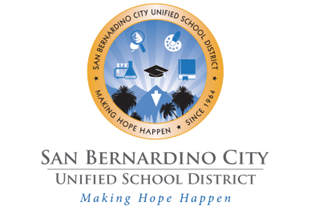 SAN BERNARDINO CITY UNIFIED SCHOOL DISTRICT
MAKING HOPE HAPPEN ★ SINCE 1964
SAN BERNARDINO CITY
UNIFIED SCHOOL DISTRICT
Making Hope Happen